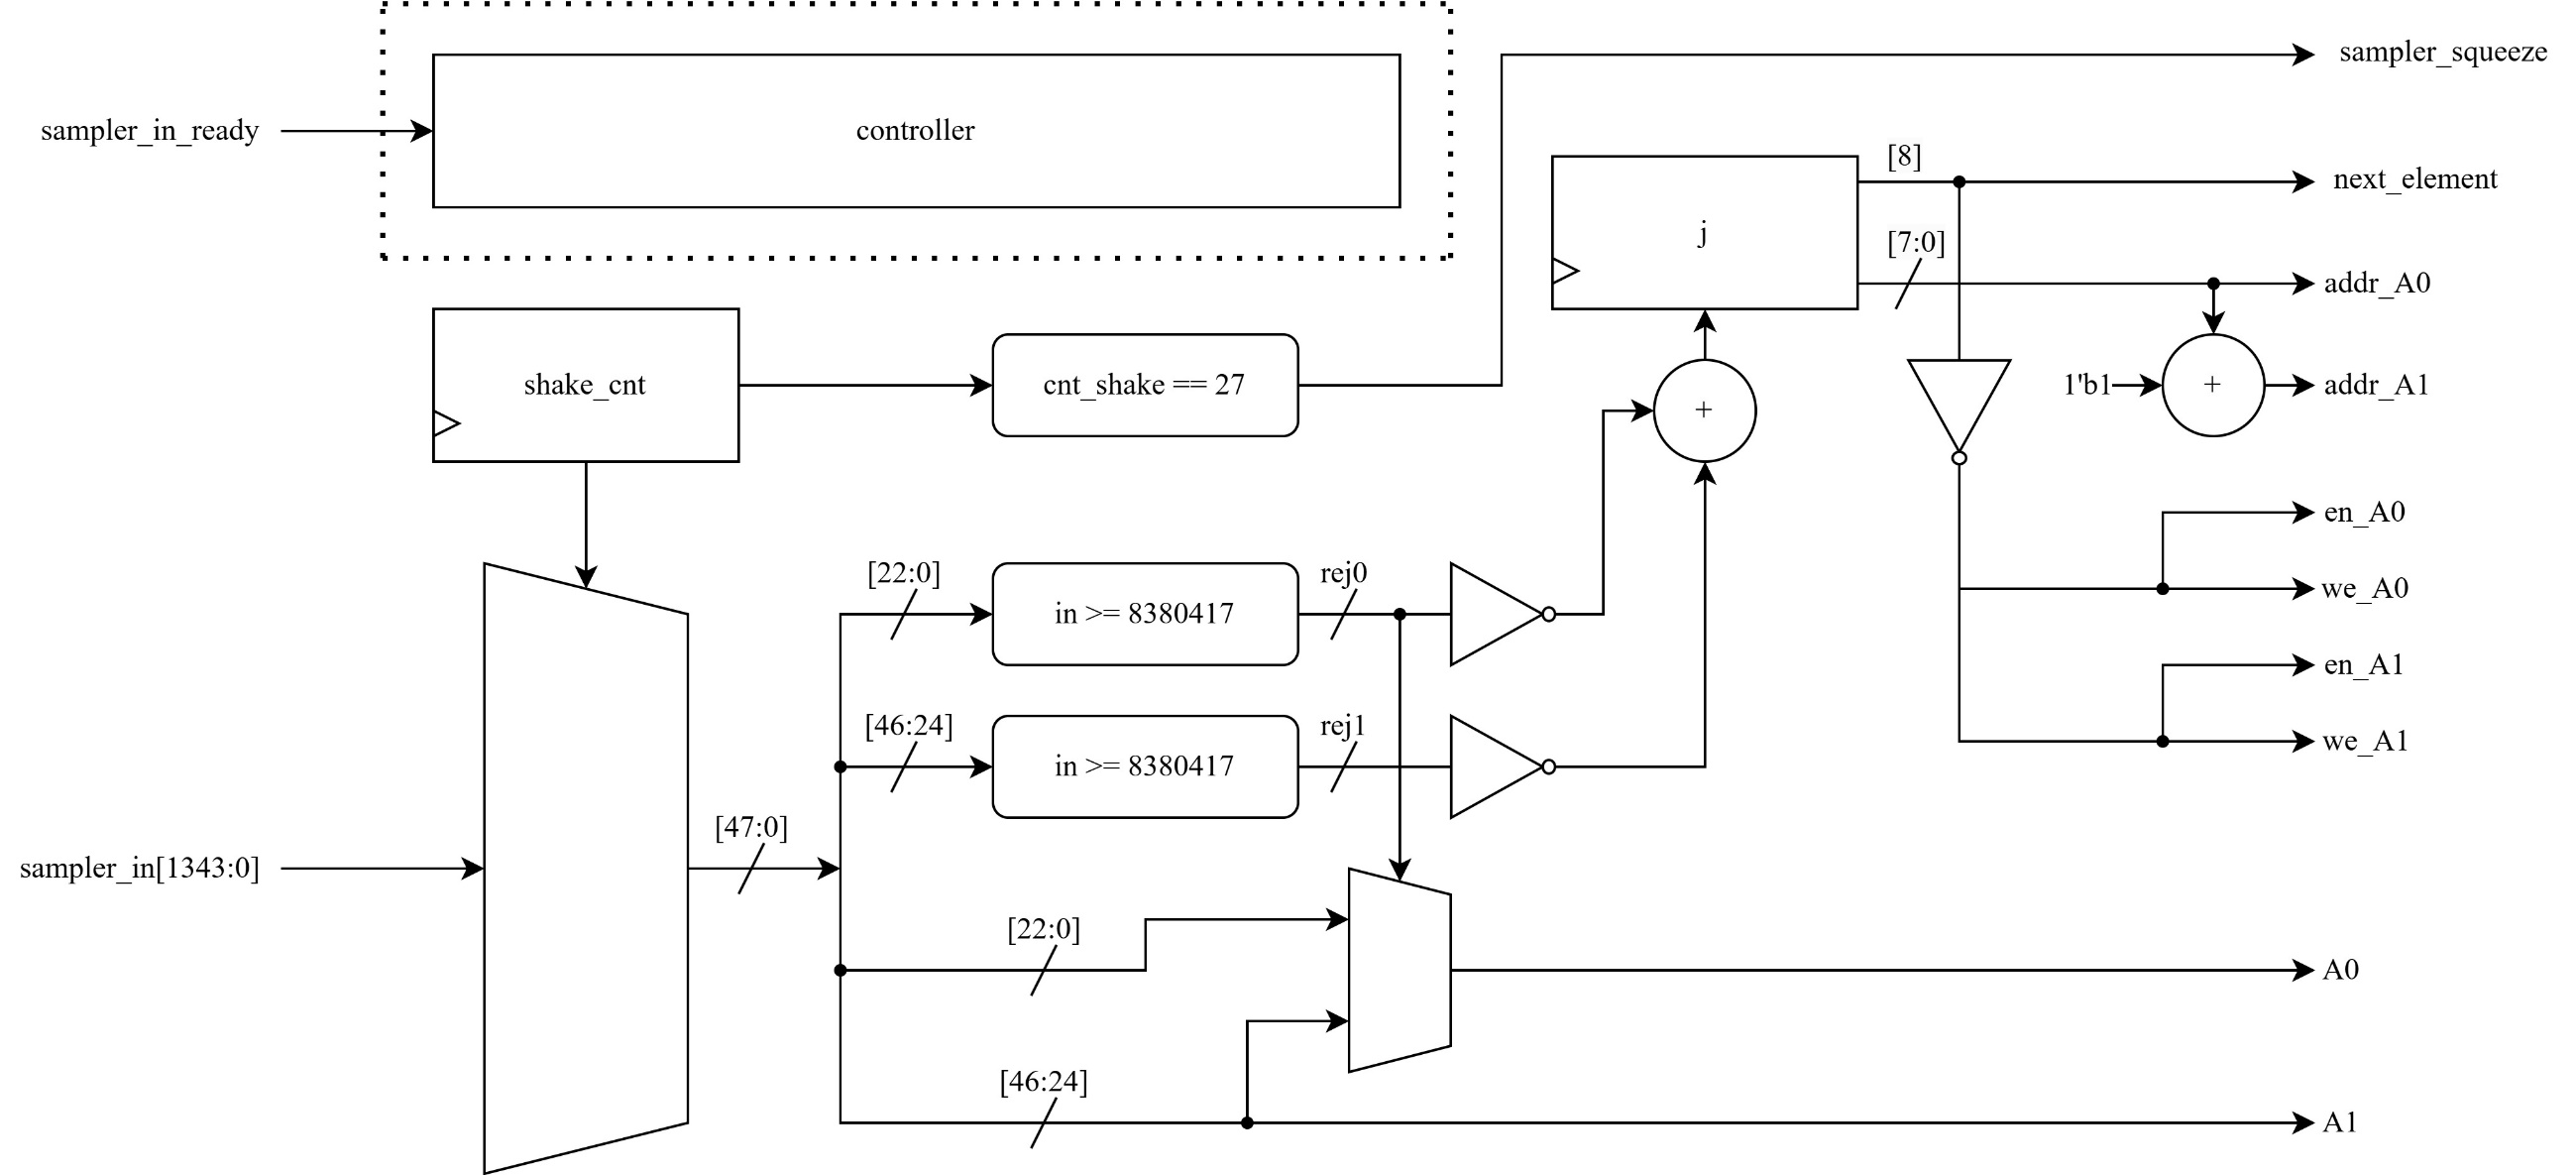 sampler_squeeze
sampler_in_ready
controller
[8]
next_element
j
[7:0]
addr_A0
shake_cnt
cnt_shake == 27
+
1'b1
+
addr_A1
en_A0
[22:0]
in >= 8380417
rej0
we_A0
en_A1
[46:24]
in >= 8380417
rej1
we_A1
[47:0]
sampler_in[1343:0]
[22:0]
A0
[46:24]
A1